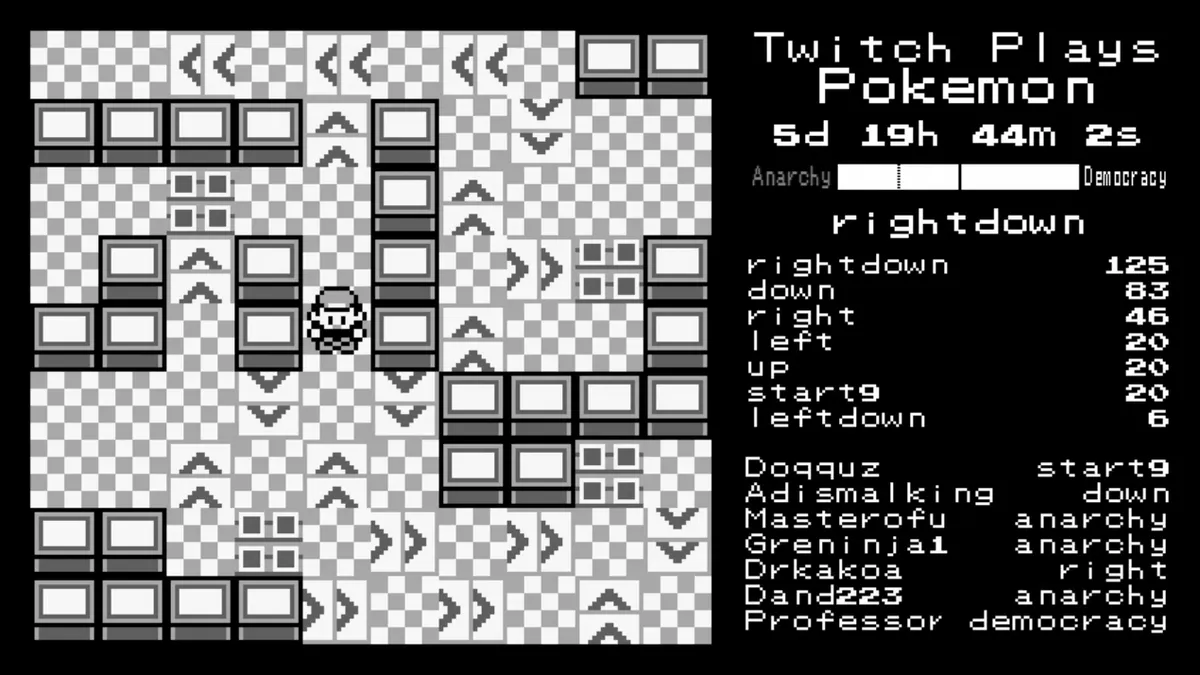 Twitch Plays
Pokemon
5d 19h 44m 2s
Anarchy Democracy
rightdown
rightdown 125
down 83
right 46
left 20
up 20
start9 20
leftdown 6
Doqquz start9
Adismalking down
Masterofu anarchy
Greninja1 anarchy
Drkakoa right
Dand223 anarchy
Professor democracy